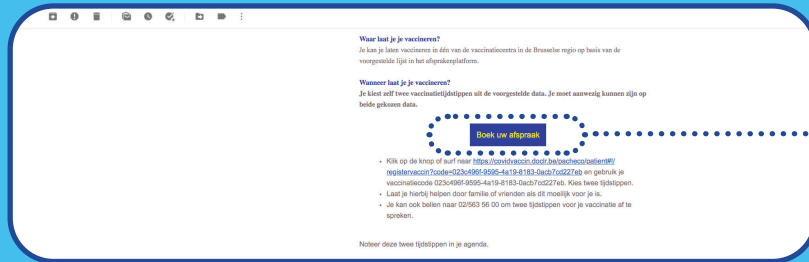 Waar laat je je vaccineren?
Je kan je laten vaccineren in één van de vaccinatiecentra in de Brusselse regio op basis van de
voorgestelde lijst in het afsprakenplatform.
Wanneer laat je je vaccineren?
Je kiest zelf twee vaccinatietijdstippen uit de voorgestelde data. Je moet aanwezig kunnen zijn op
beide gekozen data.
Boek uw afspraak
• Klik op de knop of surf naar https://covidvaccin.doclr.be/pacheco/patient#!/
registervaccin?code=023c496f-9595-4a19-8183-0acb7cd227eb en gebruik je
vaccinatiecode 023c496f-9595-4a19-8183-0acb7cd227eb. Kies twee tijdstippen.
• Laat je hierbij helpen door familie of vrienden als dit moeilijk voor je is.
• Je kan ook bellen naar 02/563 56 00 om twee tijdstippen voor je vaccinatie af te
spreken.
Noteer deze twee tijdstippen in je agenda.